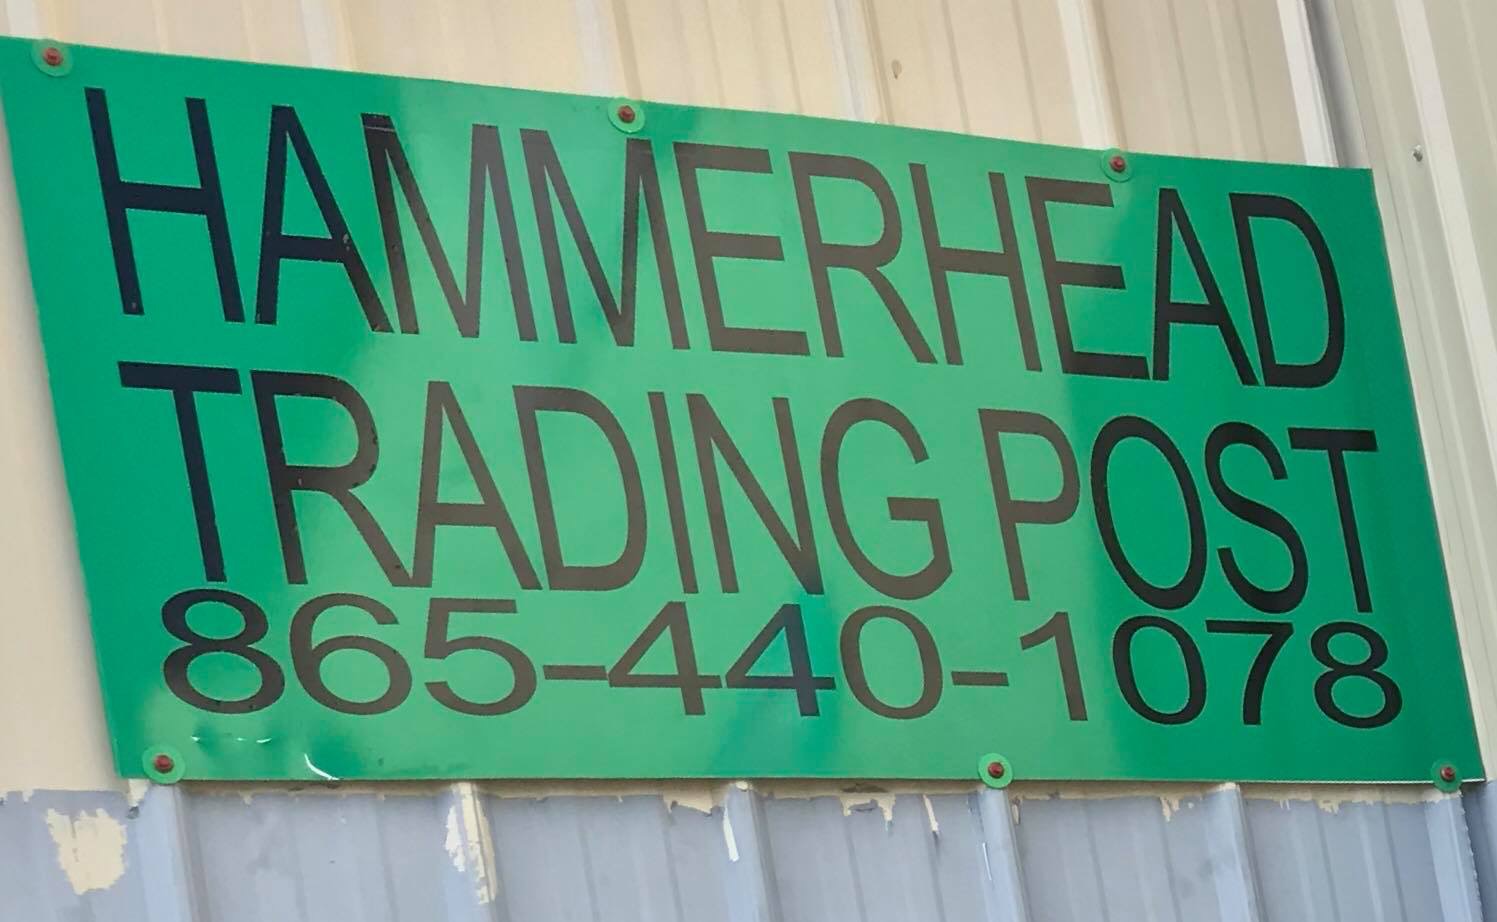 HAMMERHEAD
TRADING POST
865-440-1078